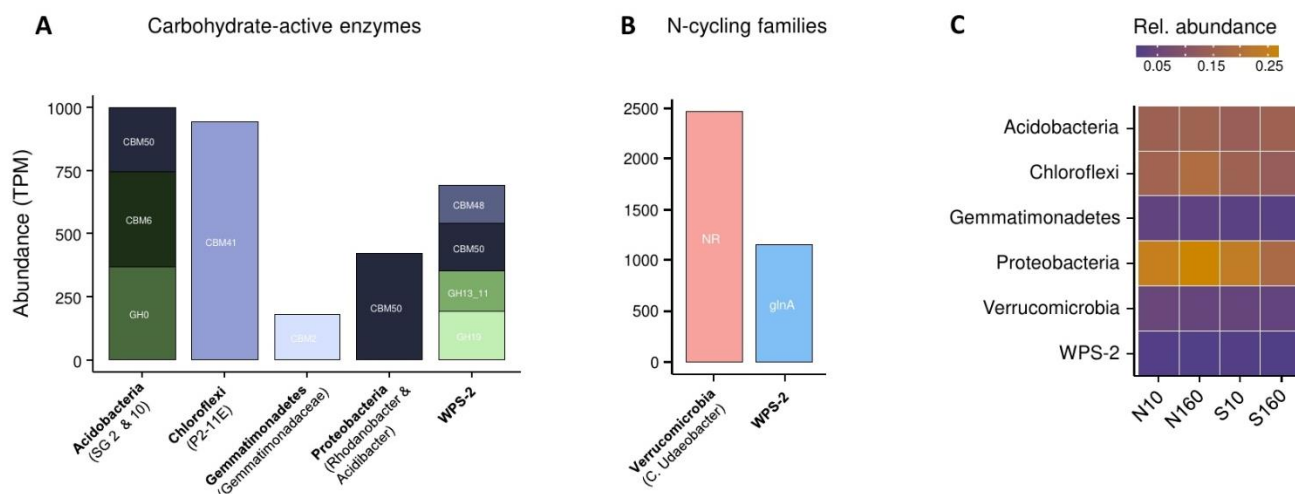 A
Carbohydrate-active enzymes
Abundance (TPM)
1000
750
500
250
0
CBM50
CBM6
GH0
CBM41
CBM2
CBM50
CBM48
CBM50
GH13_11
GH15
Acidobacteria
(SG 2 & 10)
Chloroflexi
(P2-11E)
Gemmatimonadetes
(Gemmatimonadaceae)
Proteobacteria
(Rhodanobacter &
Acidibacter)
WPS-2
B
N-cycling families
2500
2000
1500
1000
500
0
NR
glnA
Verrucomicrobia
(C. Udaeobacter)
WPS-2
C
Rel. abundance
0.05 0.15 0.25
Acidobacteria
Chloroflexi
Gemmatimonadetes
Proteobacteria
Verrucomicrobia
WPS-2
N10 N160 S10 S160